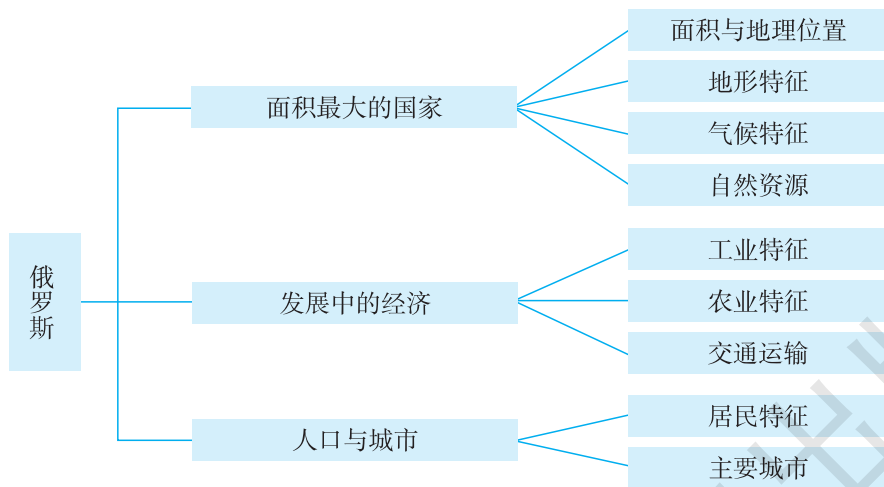 俄罗斯
面积最大的国家
面积与地理位置
地形特征
气候特征
自然资源
发展中的经济
工业特征
农业特征
交通运输
人口与城市
居民特征
主要城市